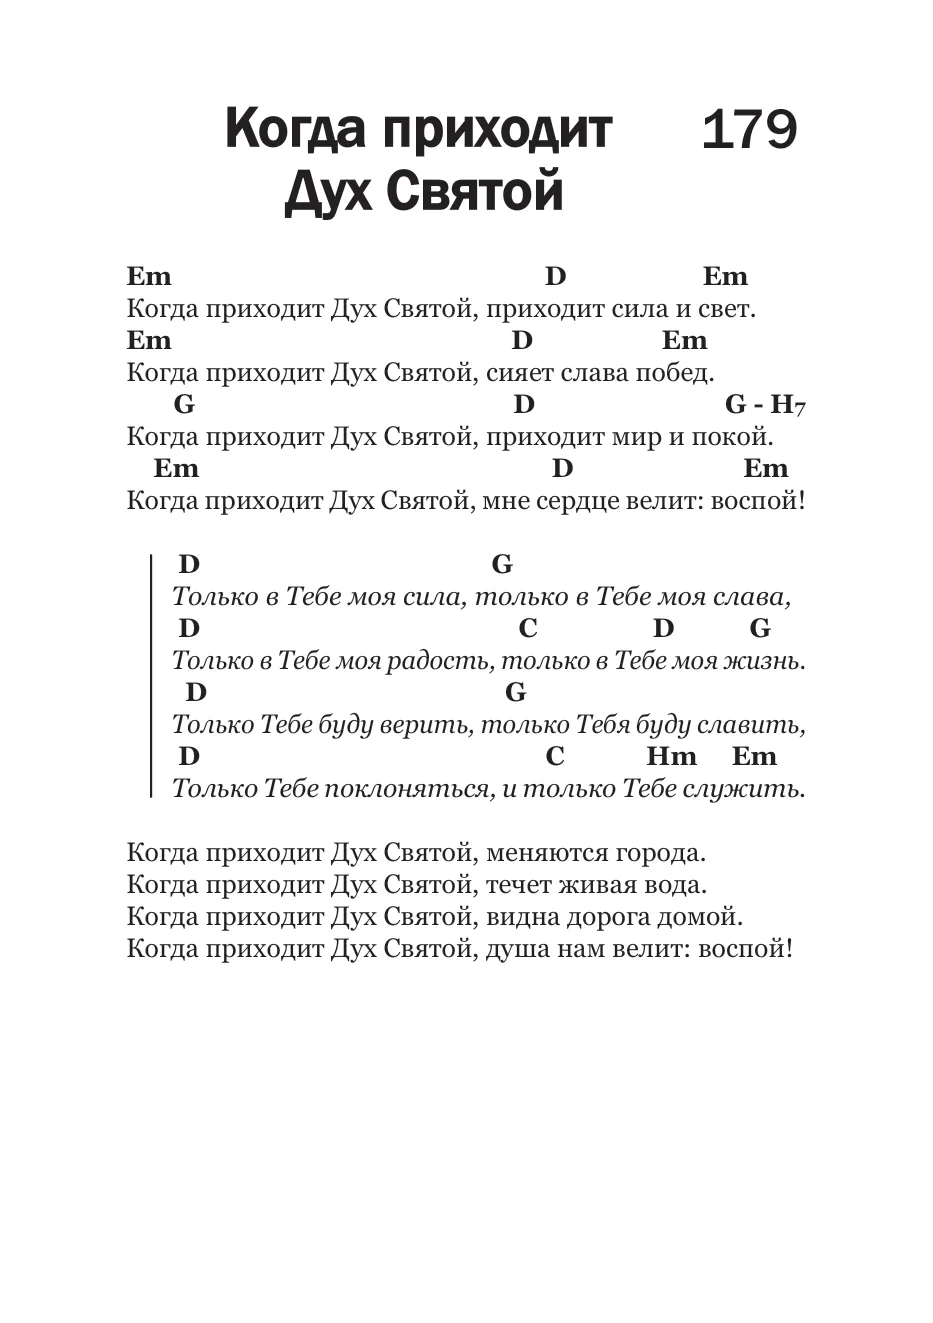 Когда приходит 179
Дух Святой
Em D Em
Когда приходит Дух Святой, приходит сила и свет.
Em D Em
Когда приходит Дух Святой, сияет слава побед.
G D G - H7
Когда приходит Дух Святой, приходит мир и покой.
Em D Em
Когда приходит Дух Святой, мне сердце велит: воспой!
D G
Только в Тебе моя сила, только в Тебе моя слава,
D C D G
Только в Тебе моя радость, только в Тебе моя жизнь.
D G
Только Тебе буду верить, только Тебя буду славить,
D C Hm Em
Только Тебе поклоняться, и только Тебе служить.
Когда приходит Дух Святой, меняются города.
Когда приходит Дух Святой, течет живая вода.
Когда приходит Дух Святой, видна дорога домой.
Когда приходит Дух Святой, душа нам велит: воспой!